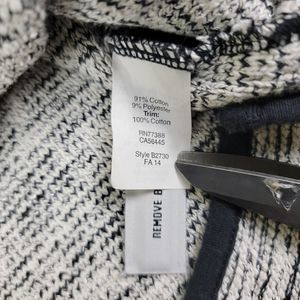 91% Cotton,
9% Polyester
Trim:
100% Cotton
RN77388
CA56445
Style B2730
FA 14
REMOVE B